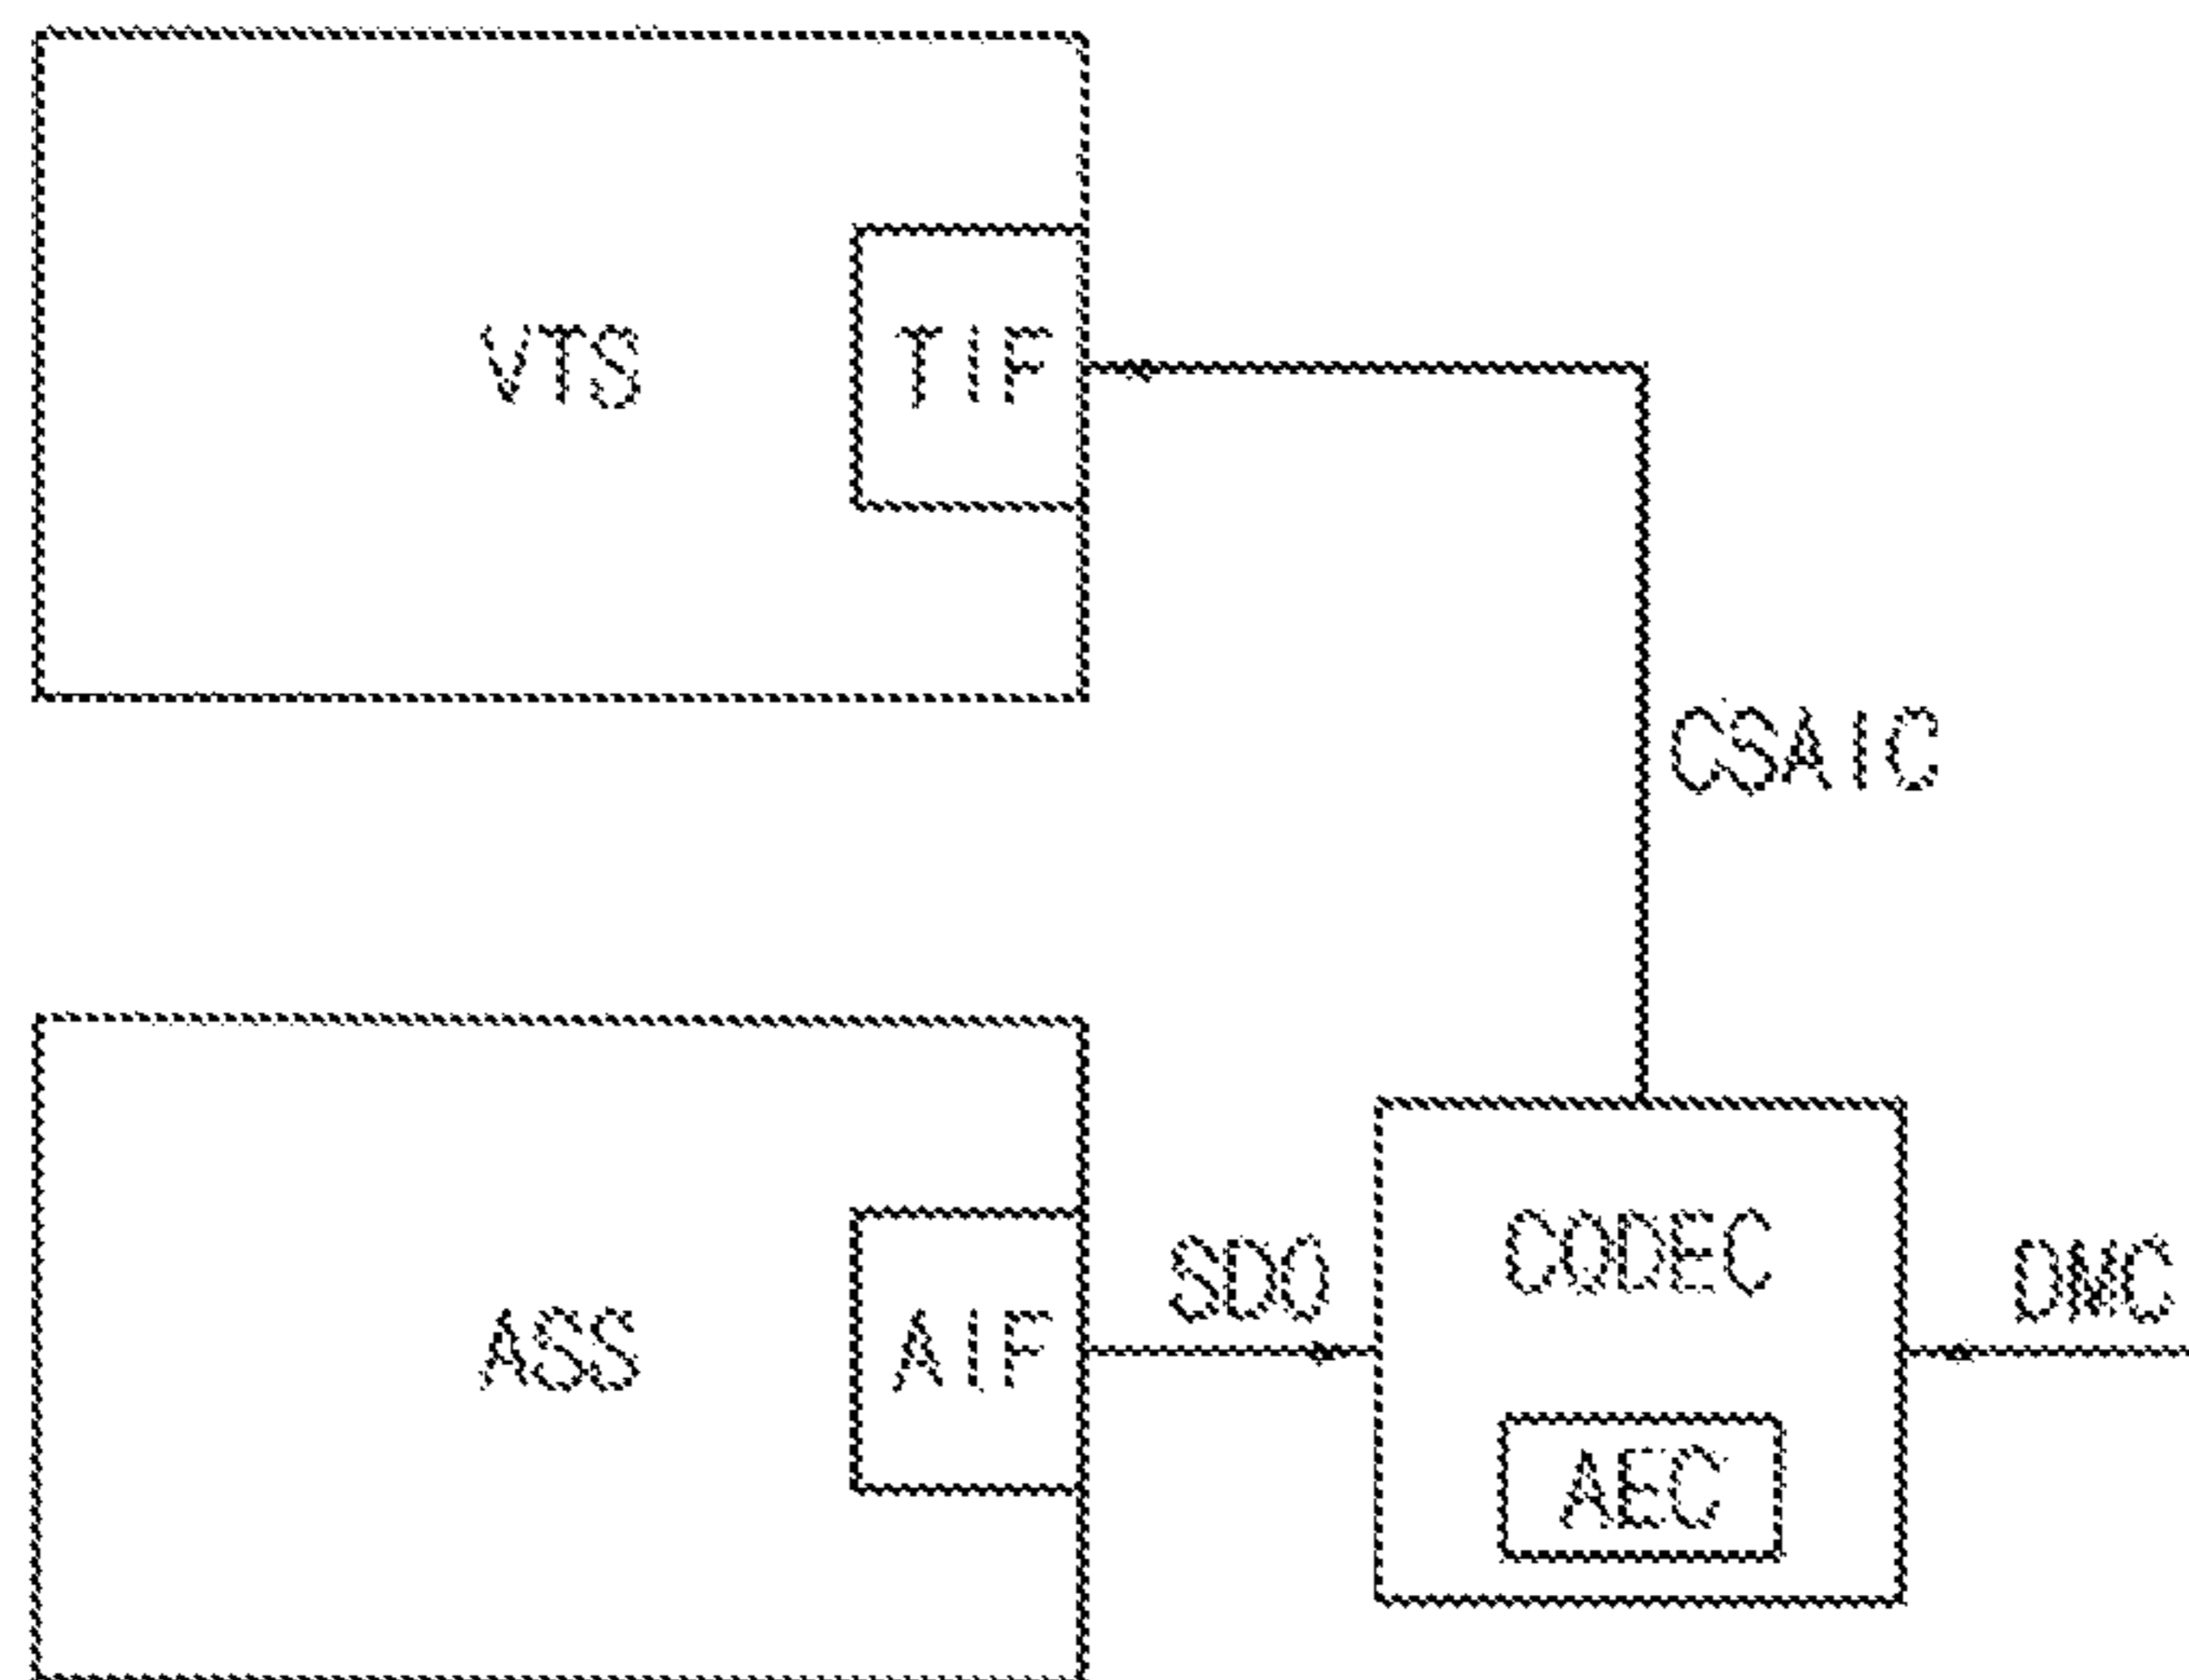 VTS
TIF
CSAIC
ASS
AIF
SDO
CODEC
DMC
AEC